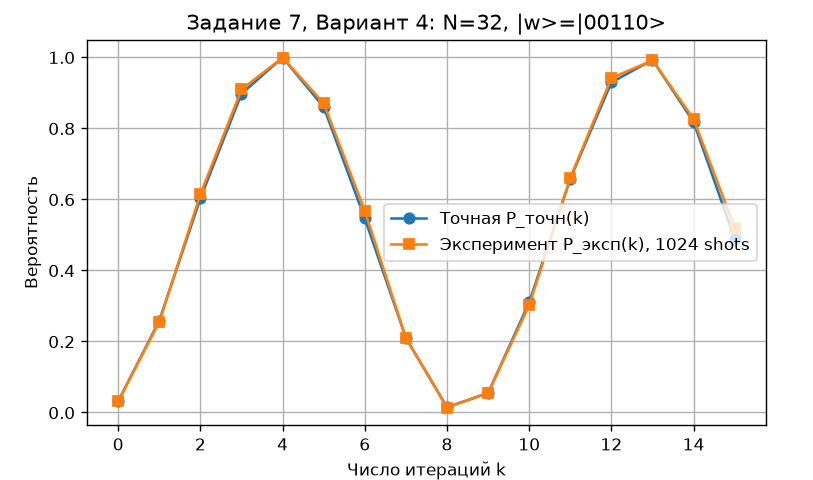 Задание 7, Вариант 4: N=32, |w>=|00110>
Вероятность
1.0
0.8
0.6
0.4
0.2
0.0
Точная P_точн(k)
Эксперимент P_эксп(k), 1024 shots
0 2 4 6 8 10 12 14
Число итераций k